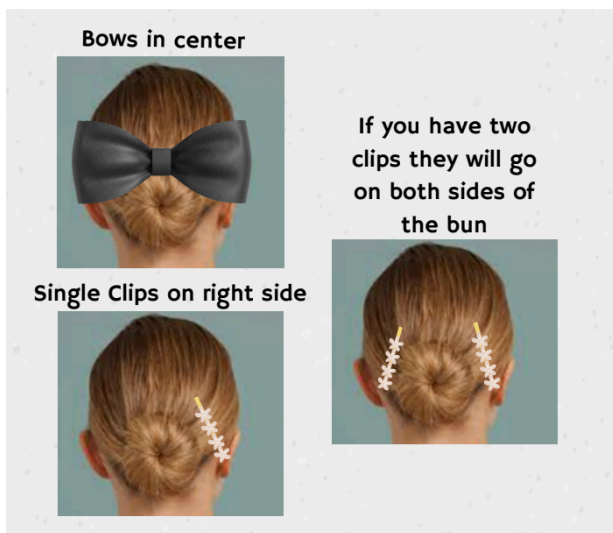 Bows in center
If you have two
clips they will go
on both sides of
the bun
Single Clips on right side